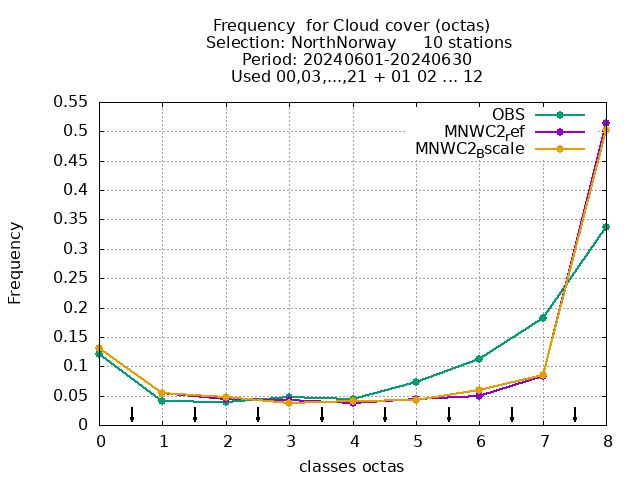 Frequency  for Cloud cover (octas)
Selection: NorthNorway     10 stations
Period: 20240601-20240630
Used 00,03,...,21 + 01 02 ... 12
OBS
MNWC2ref
MNWC2Bscale
Frequency
0.55
0.5
0.45
0.4
0.35
0.3
0.25
0.2
0.15
0.1
0.05
0
0 1 2 3 4 5 6 7 8
classes octas